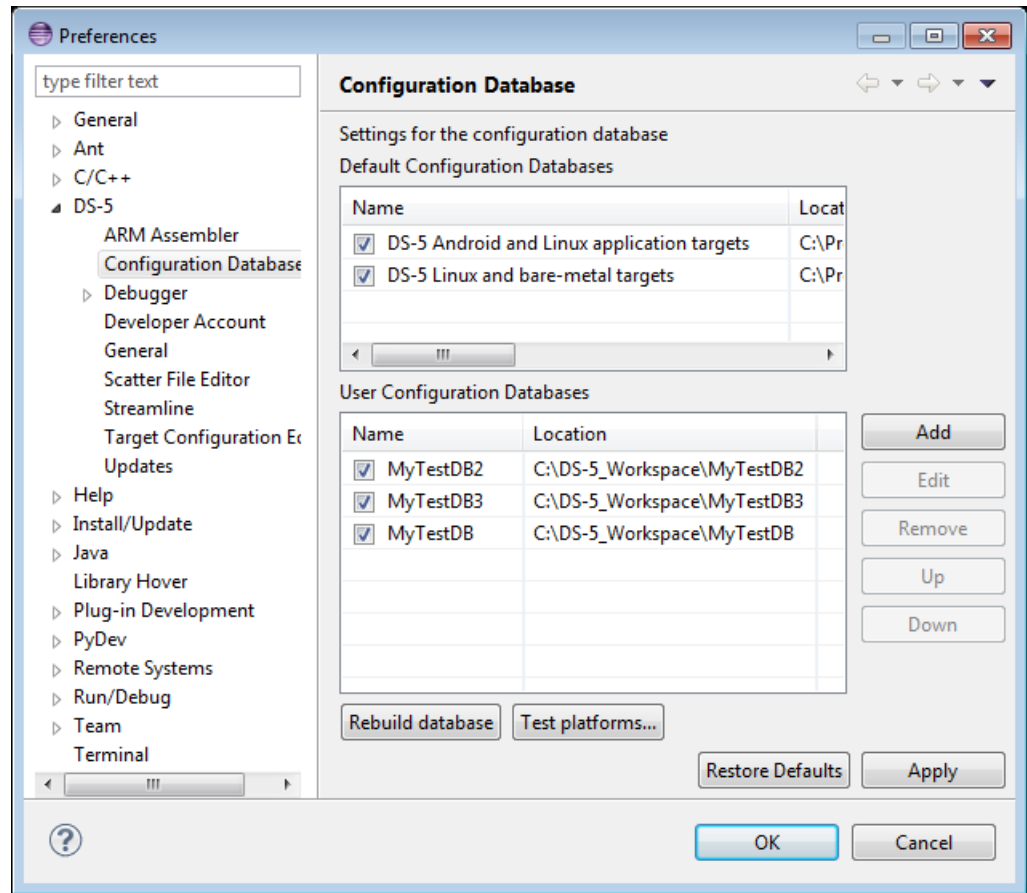 Preferences
type filter text
General
Ant
C/C++
DS-5
ARM Assembler
Configuration Database
Debugger
Developer Account
General
Scatter File Editor
Streamline
Target Configuration Ec
Updates
Help
Install/Update
Java
Library Hover
Plug-in Development
PyDev
Remote Systems
Run/Debug
Team
Terminal
Configuration Database
Settings for the configuration database
Default Configuration Databases
Name Locat
DS-5 Android and Linux application targets C:\Pr
DS-5 Linux and bare-metal targets C:\Pr
User Configuration Databases
Name Location
MyTestDB2 C:\DS-5_Workspace\MyTestDB2
MyTestDB3 C:\DS-5_Workspace\MyTestDB3
MyTestDB C:\DS-5_Workspace\MyTestDB
Add
Edit
Remove
Up
Down
Rebuild database Test platforms...
Restore Defaults Apply
OK Cancel